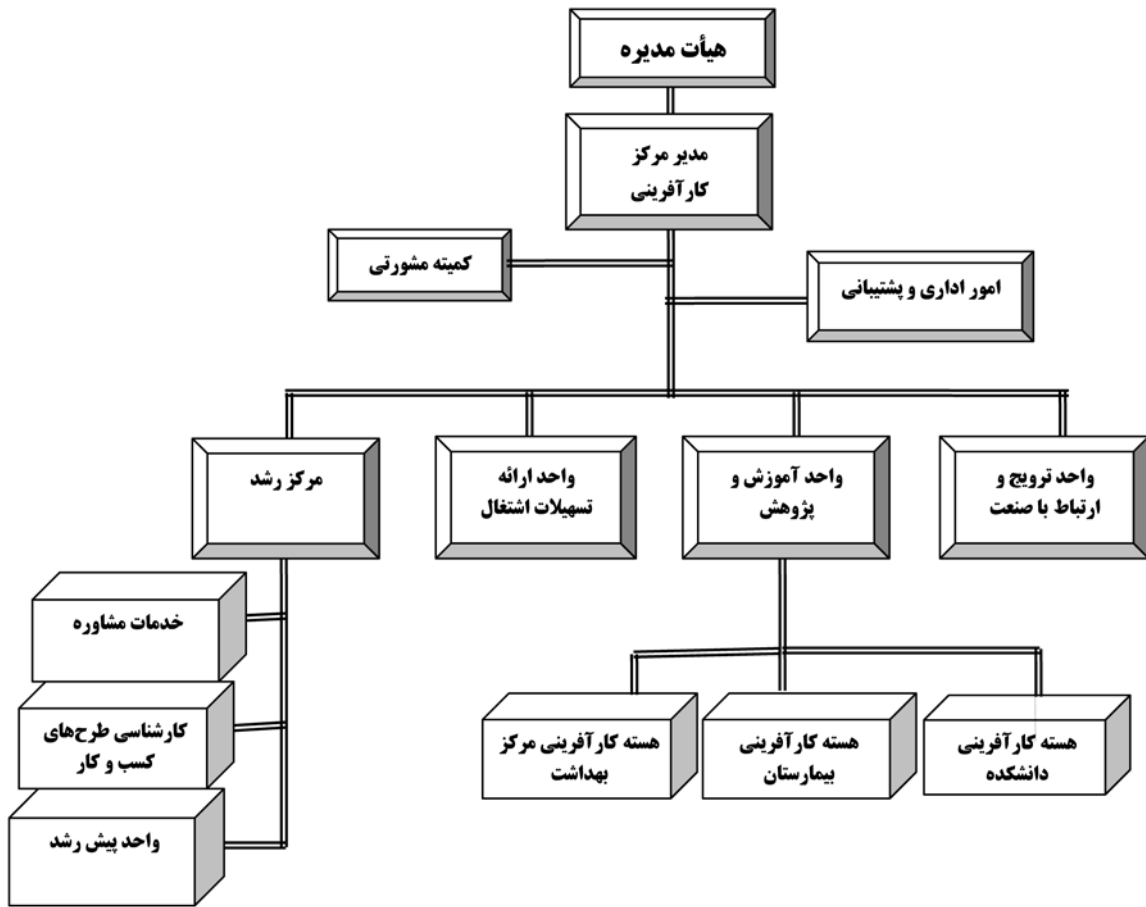 هیأت مدیره
مدیر مرکز
کارآفرینی
کمیته مشورتی
امور اداری و پشتیبانی
واحد ترویج و
ارتباط با صنعت
واحد آموزش و
پژوهش
واحد ارائه
تسهیلات اشتغال
مرکز رشد
هسته کارآفرینی
دانشکده
هسته کارآفرینی
بیمارستان
هسته کارآفرینی مرکز
بهداشت
خدمات مشاوره
کارشناسی طرح‌های
کسب و کار
واحد پیش رشد